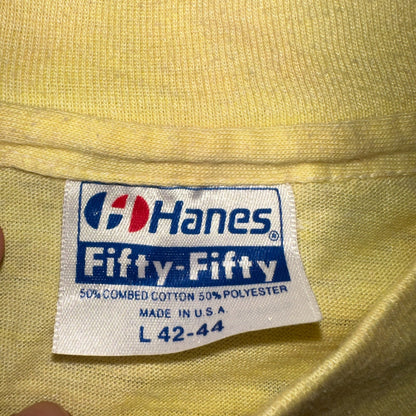 Hanes®
Fifty-Fifty
50% COMBED COTTON 50% POLYESTER
MADE IN U.S.A.
L 42-44